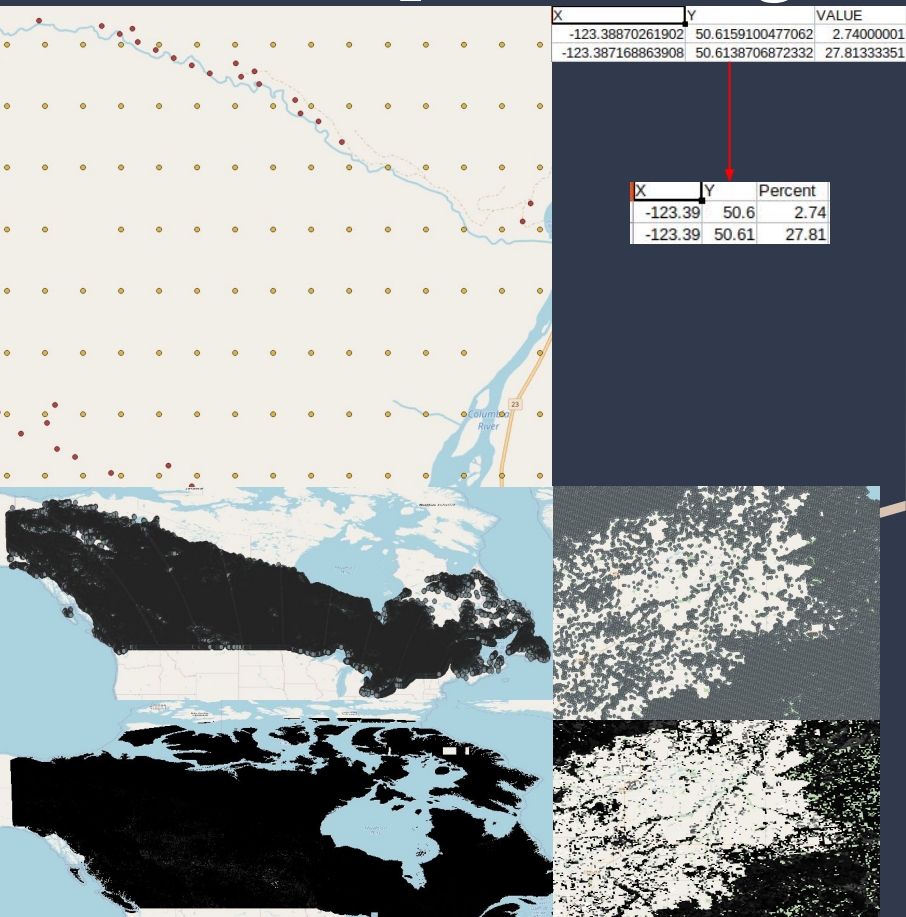 X Y VALUE
-123.38870261902 50.6159100477062 2.74000001
-123.387168863908 50.6138706872332 27.81333351
X Y Percent
-123.39 50.6 2.74
-123.39 50.61 27.81
23
Columbia
River